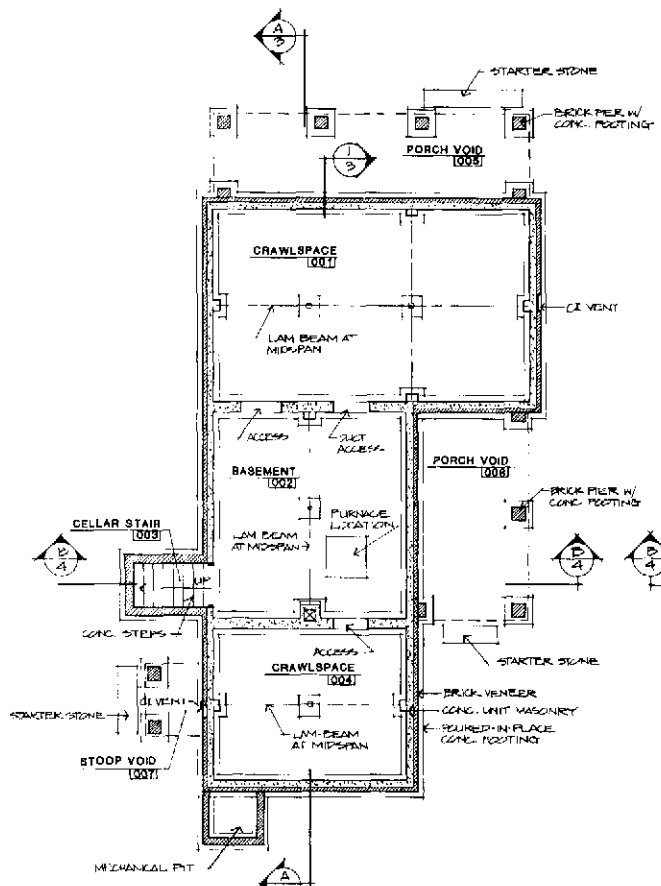 A
3
STARTER STONE
BRICK PIER W/
CONC. FOOTING
PORCH VOID
005
1
3
CRAWLSPACE
001
CI VENT
LAM BEAM AT
MIDSPAN
ACCESS
DUCT
ACCESS
BASEMENT
002
PORCH VOID
006
BRICK PIER W/
CONC FOOTING
FURNACE
LOCATION
LAM BEAM
AT MIDSPAN
CELLAR STAIR
003
B
4
UP
B
4
B
4
CONC. STEPS
ACCESS
CRAWLSPACE
004
STARTER STONE
BRICK VENEER
CI VENT
CONC. UNIT MASONRY
STARTER STONE
LAM-BEAM
AT MIDSPAN
POURED-IN-PLACE
CONC. FOOTING
STOOP VOID
007
MECHANICAL PIT
A